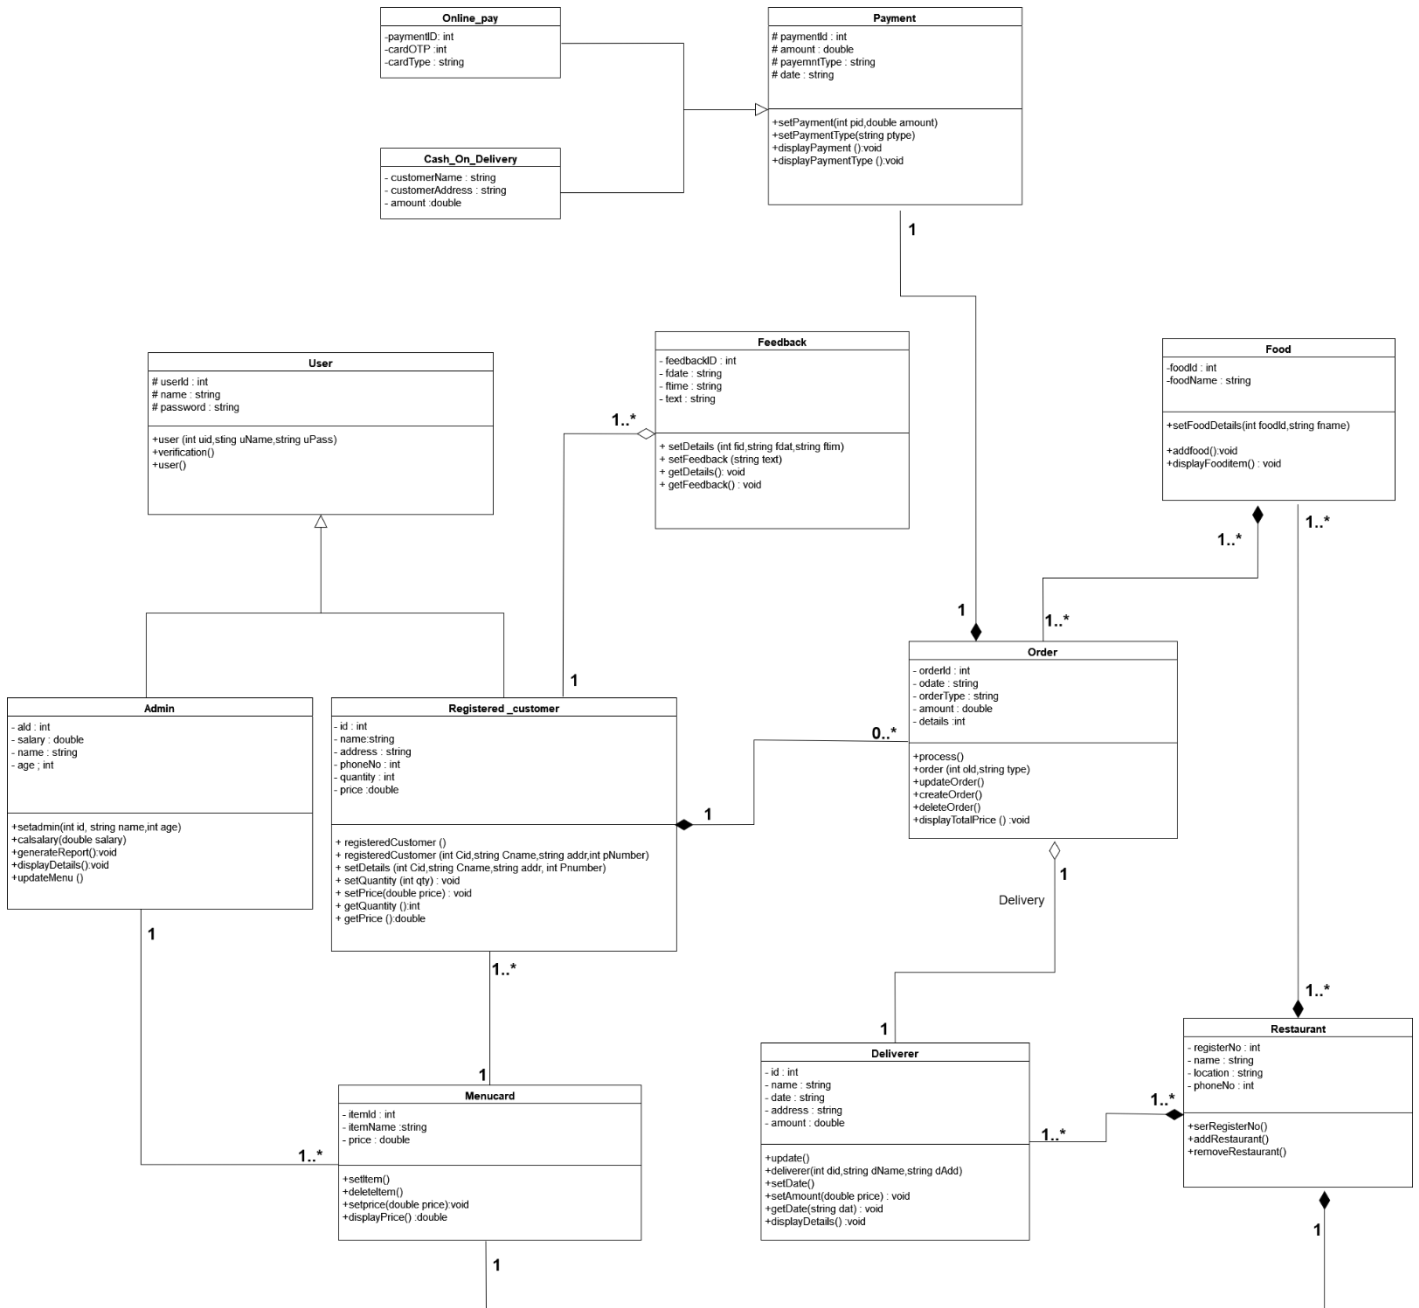 Online_pay
-paymentID: int
-cardOTP :int
-cardType : string
Payment
# paymentId : int
# amount : double
# payemntType : string
# date : string
+setPayment(int pid,double amount)
+setPaymentType(string ptype)
+displayPayment ():void
+displayPaymentType ():void
Cash_On_Delivery
- customerName : string
- customerAddress : string
- amount :double
1
User
# userId : int
# name : string
# password : string
+user (int uid,sting uName,string uPass)
+verification()
+user()
Feedback
- feedbackID : int
- fdate : string
- ftime : string
- text : string
+ setDetails (int fid,string fdat,string ftim)
+ setFeedback (string text)
+ getDetails(): void
+ getFeedback() : void
1..*
Food
-foodId : int
-foodName : string
+setFoodDetails(int foodId,string fname)
+addfood():void
+displayFooditem() : void
1..*
1..*
1
1..*
1
Admin
- aId : int
- salary : double
- name : string
- age ; int
+setadmin(int id, string name,int age)
+calsalary(double salary)
+generateReport():void
+displayDetails():void
+updateMenu ()
Registered _customer
- id : int
- name:string
- address : string
- phoneNo : int
- quantity : int
- price :double
+ registeredCustomer ()
+ registeredCustomer (int Cid,string Cname,string addr,int pNumber)
+ setDetails (int Cid,string Cname,string addr, int Pnumber)
+ setQuantity (int qty) : void
+ setPrice(double price) : void
+ getQuantity ():int
+ getPrice ():double
0..*
1
Order
- orderId : int
- odate : string
- orderType : string
- amount : double
- details :int
+process()
+order (int oId,string type)
+updateOrder()
+createOrder()
+deleteOrder()
+displayTotalPrice () :void
1
Delivery
1
1..*
1..*
1
1
Menucard
- itemId : int
- itemName :string
- price : double
+setItem()
+deleteItem()
+setprice(double price):void
+displayPrice() :double
1..*
Deliverer
- id : int
- name : string
- date : string
- address : string
- amount : double
+update()
+deliverer(int did,string dName,string dAdd)
+setDate()
+setAmount(double price) : void
+getDate(string dat) : void
+displayDetails() :void
1..*
1..*
Restaurant
- registerNo : int
- name : string
- location : string
- phoneNo : int
+serRegisterNo()
+addRestaurant()
+removeRestaurant()
1
1